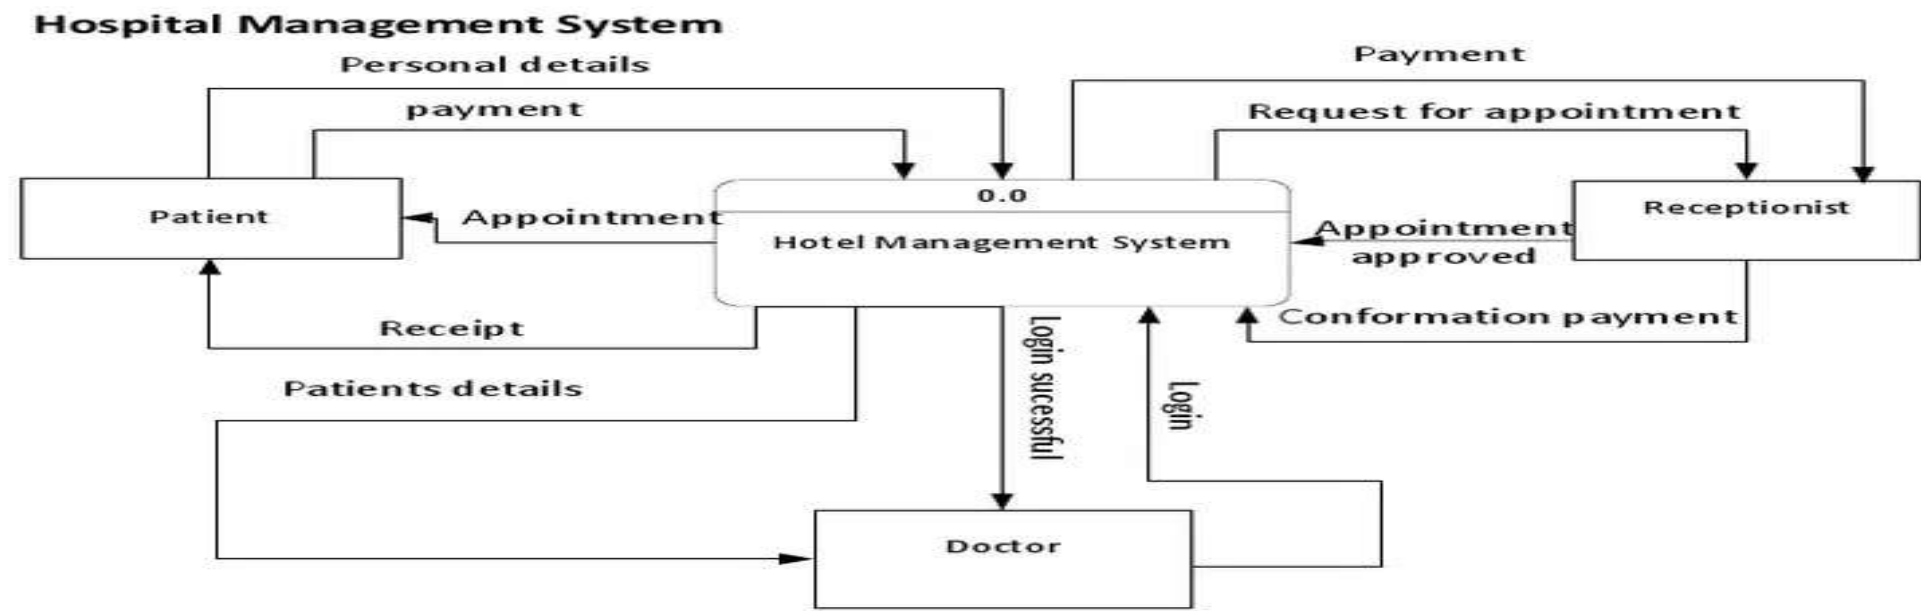 Hospital Management System
Personal details
Payment
payment
Request for appointment
0.0
Patient
Appointment
Hotel Management System
Receptionist
Appointment
approved
Receipt
Conformation payment
Patients details
Login sucessful
Login
Doctor